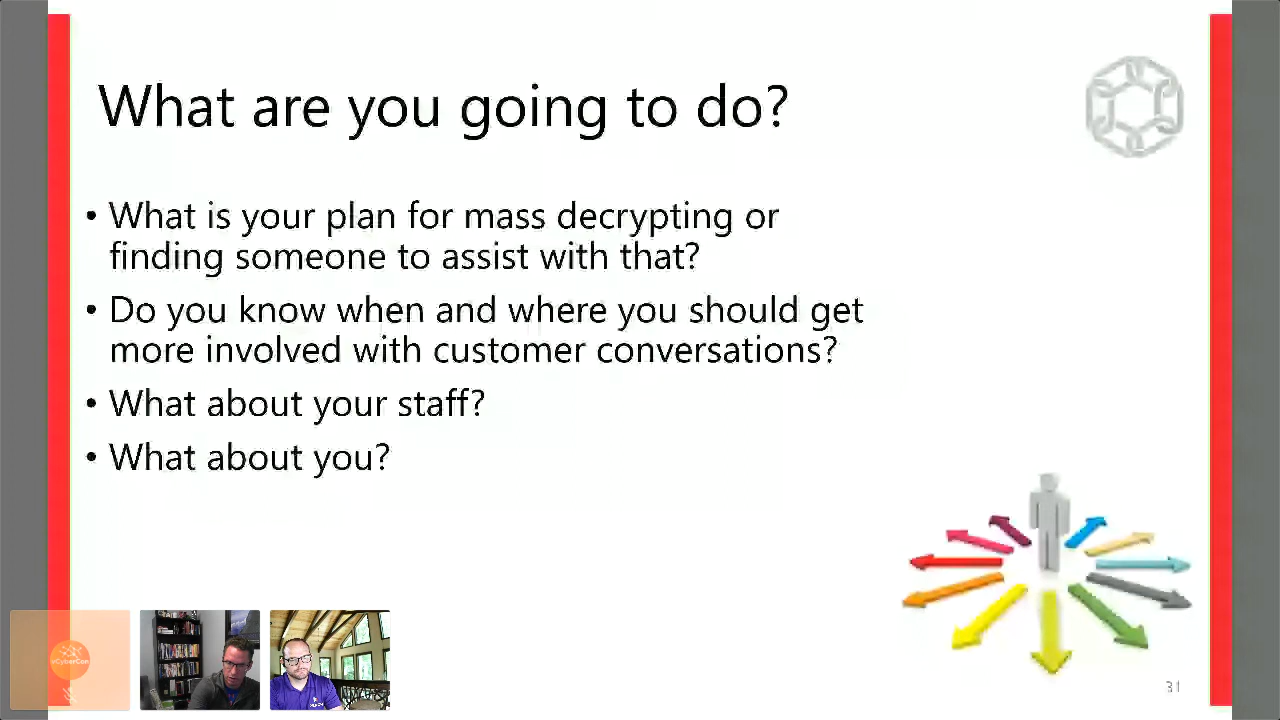 What are you going to do?
• What is your plan for mass decrypting or
finding someone to assist with that?
• Do you know when and where you should get
more involved with customer conversations?
• What about your staff?
• What about you?
31